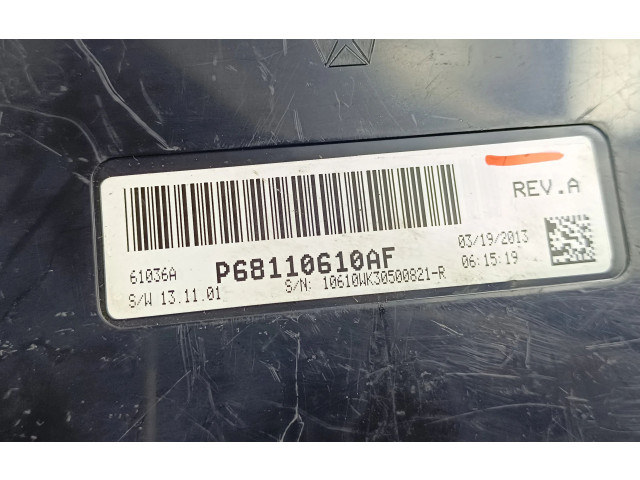 REV.A
61036A P68110610AF 03/19/2013
S/W 13.11.01 S/N: 10610WK30500821-R 06:15:19